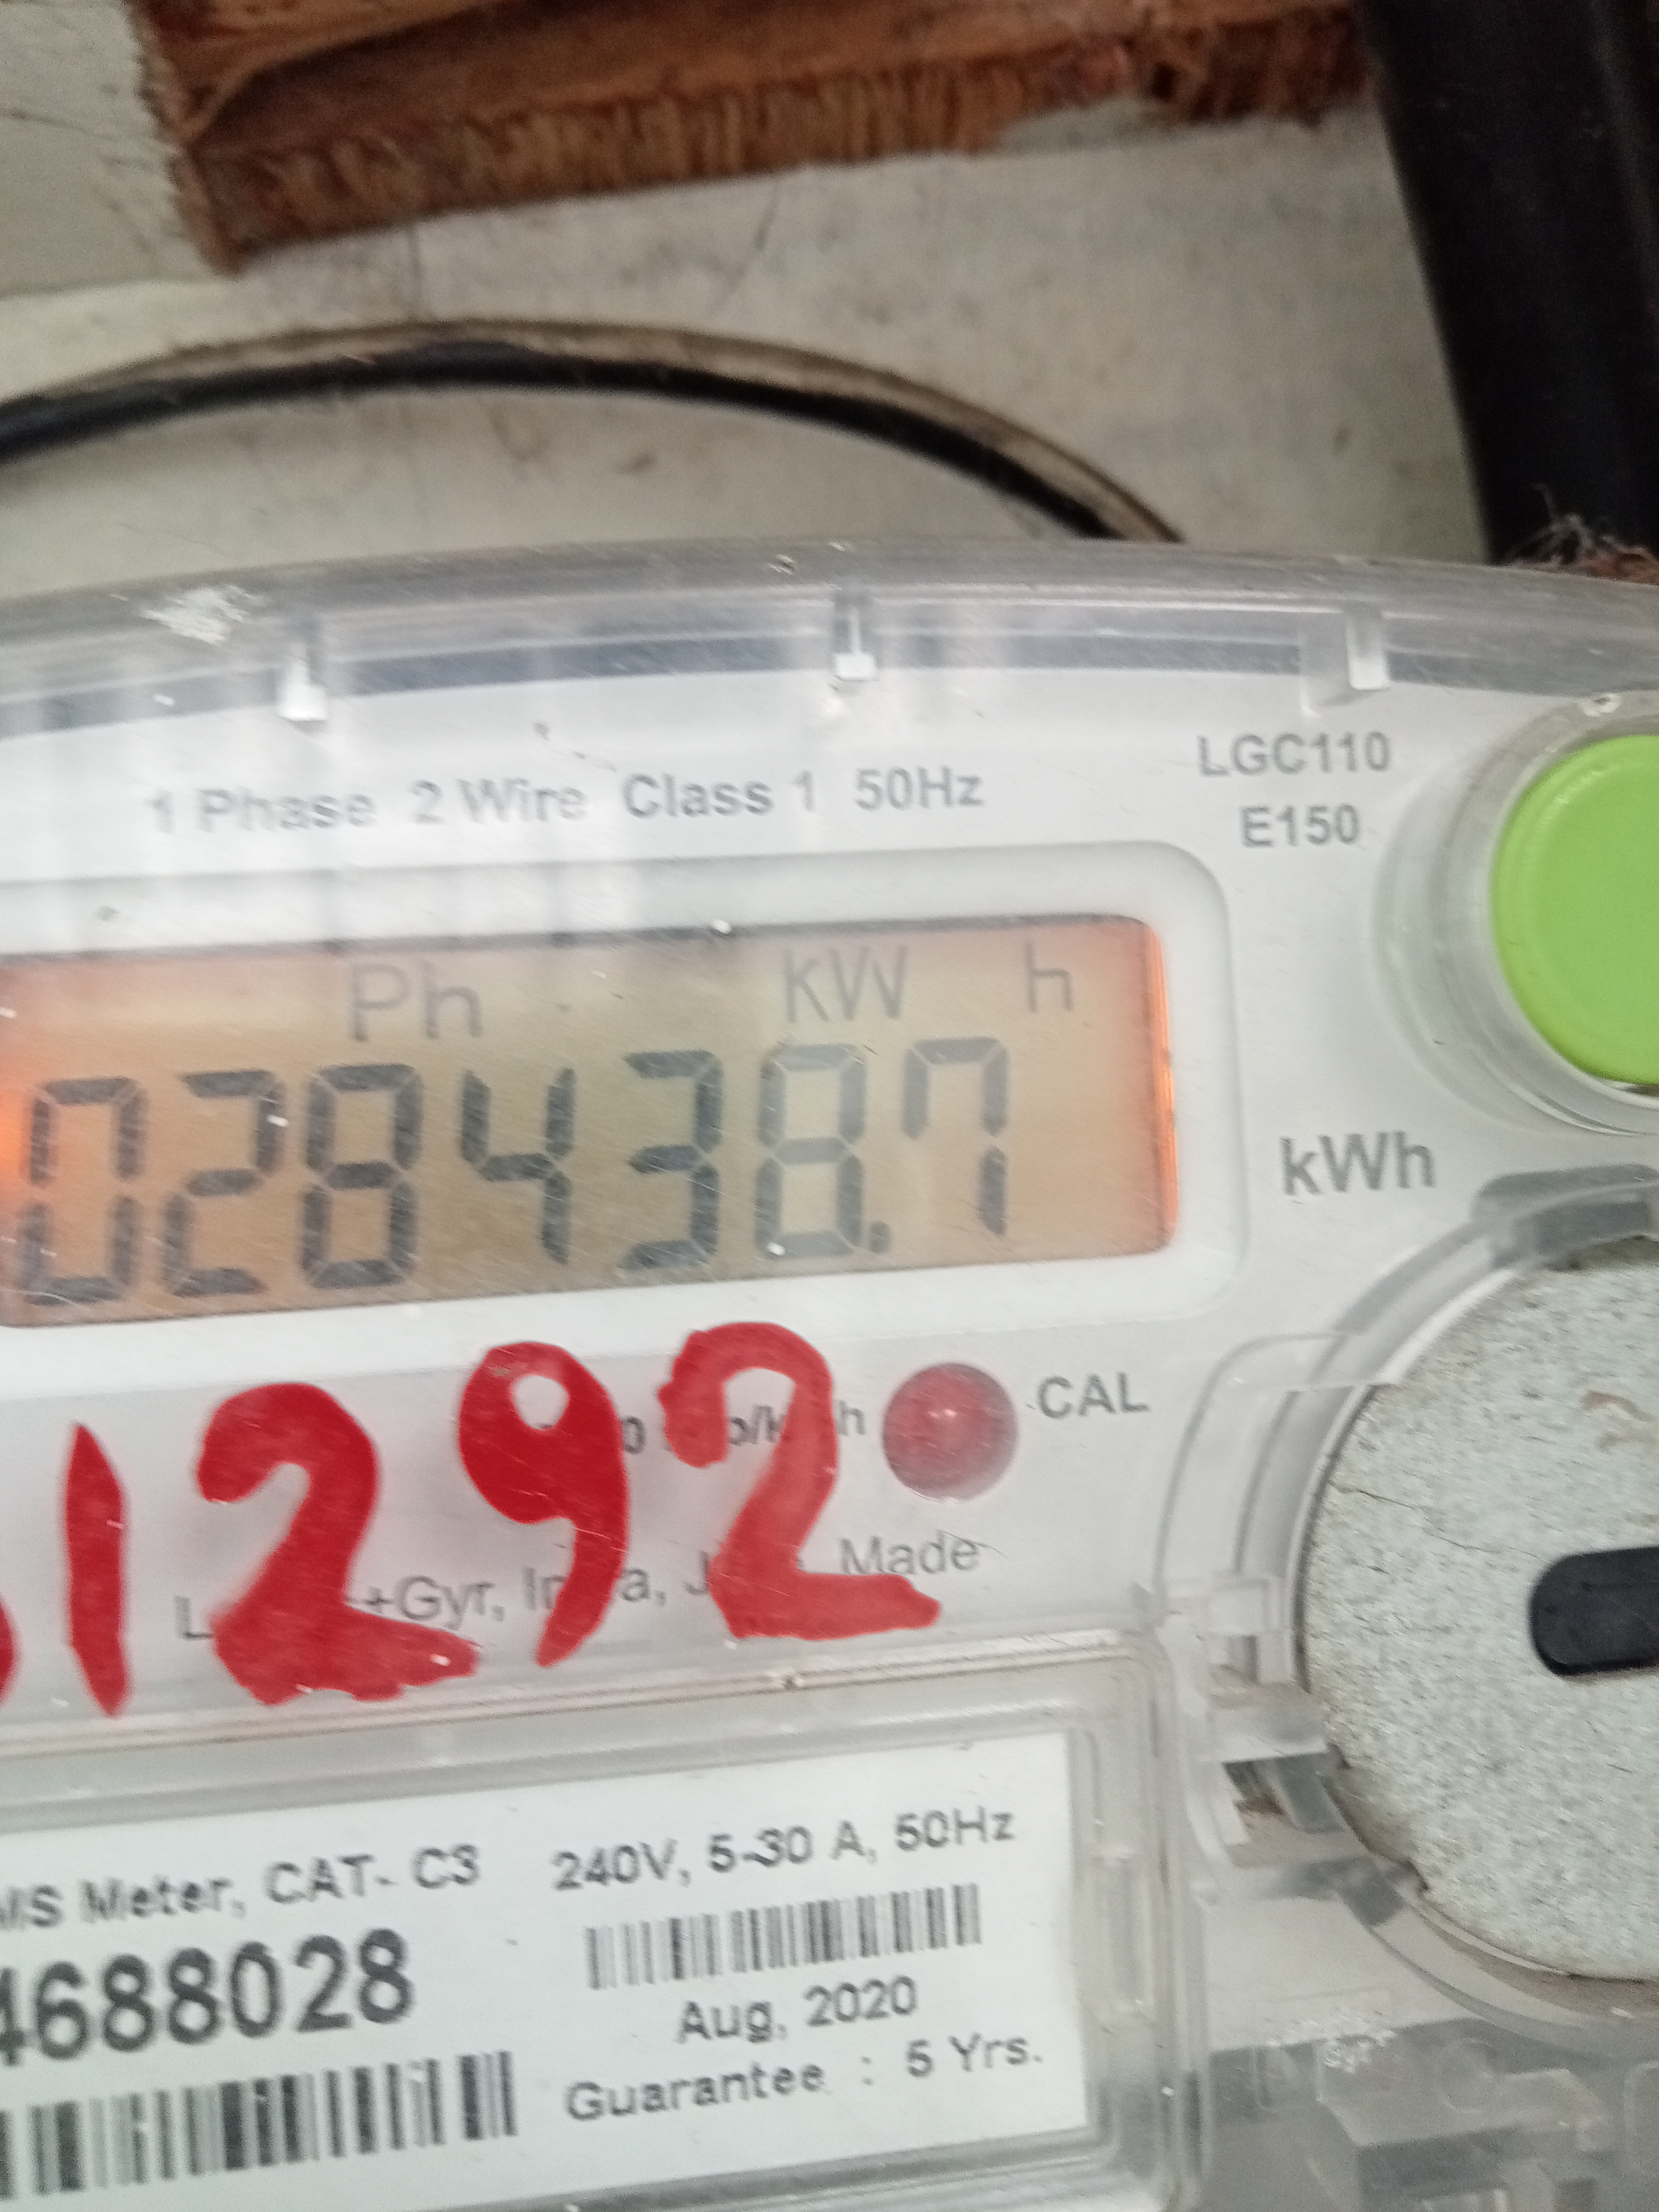 1 Phase 2 Wire Class 1 50Hz
LGC110
E150
Ph kW h
028438.7
kWh
1292
CAL
+Gyr, Made
MS Meter, CAT- C3
240V, 5-30 A, 50Hz
4688028
Aug, 2020
Guarantee : 5 Yrs.